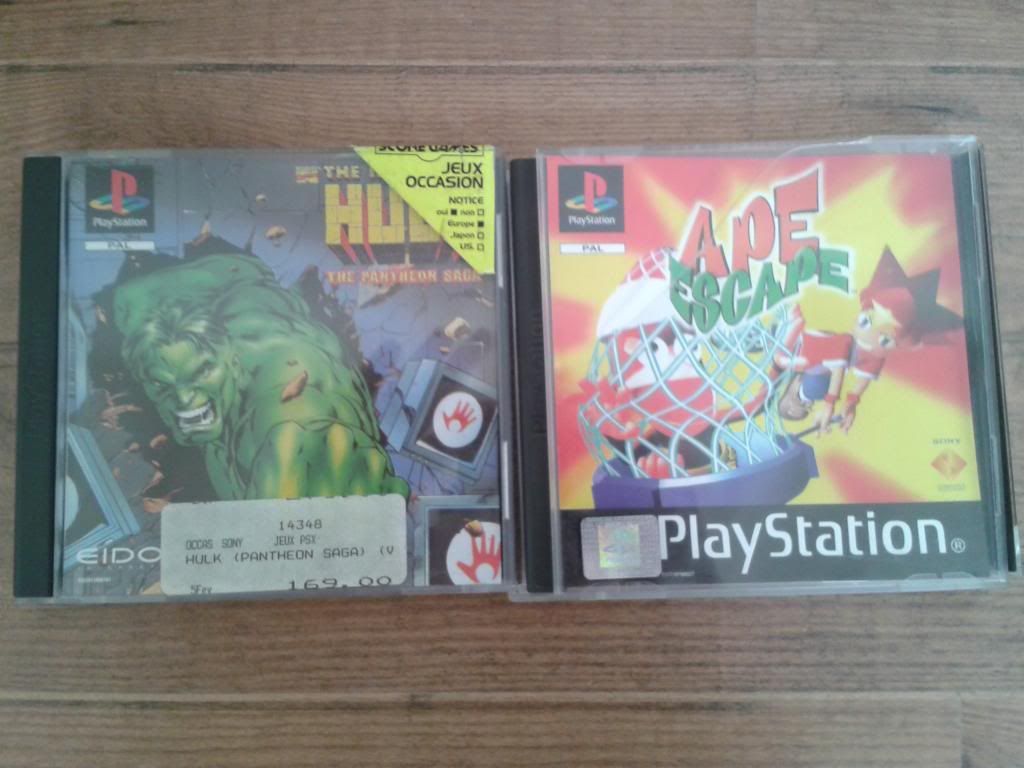 PlayStation
PAL
THE
HULK
THE PANTHEON SAGA
SCORE GAMES
JEUX
OCCASION
NOTICE
oui ■ non □
Europe ■
Japon □
US. □
EIDO
14348
OCCAS SONY JEUX PSX
HULK (PANTHEON SAGA) (V
169.00
PlayStation
PAL
APE
ESCAPE
SONY
PlayStation®